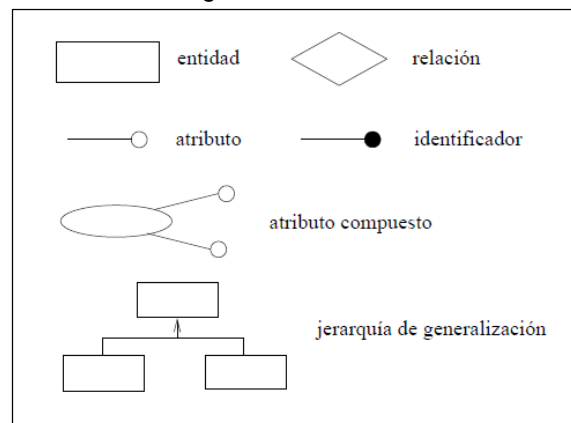 entidad
relación
atributo
identificador
atributo compuesto
jerarquía de generalización